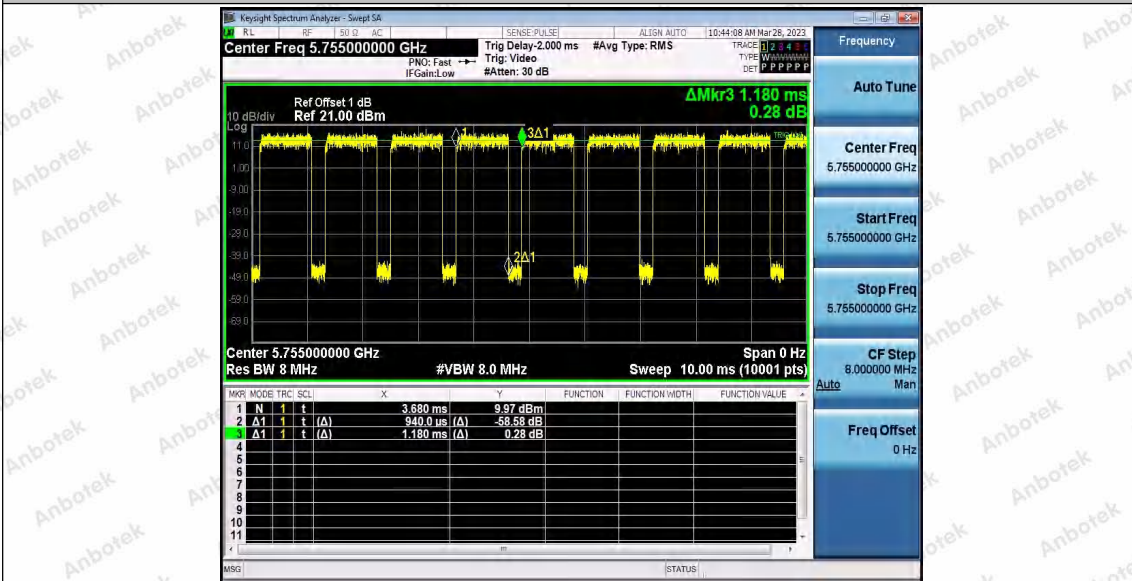 Keysight Spectrum Analyzer - Swept SA
RL RF 50 Ω AC SENSE:PULSE ALIGN AUTO 10:44:08 AM Mar 28, 2023
Center Freq 5.755000000 GHz
PNO: Fast
IFGain:Low
Trig Delay-2.000 ms
Trig: Video
#Atten: 30 dB
#Avg Type: RMS
TRACE 1 2 3 4 5 6
TYPE W
DET P P P P P P
ΔMkr3 1.180 ms
0.28 dB
Ref Offset 1 dB
10 dB/div Ref 21.00 dBm
Log
11.0
1.00
-9.00
-19.0
-29.0
-39.0
-49.0
-59.0
-69.0
1
3Δ1
2Δ1
Center 5.755000000 GHz Span 0 Hz
Res BW 8 MHz #VBW 8.0 MHz Sweep 10.00 ms (10001 pts)
MKR MODE TRC SCL X Y FUNCTION FUNCTION WIDTH FUNCTION VALUE
1 N 1 t 3.680 ms 9.97 dBm
2 Δ1 1 t (Δ) 940.0 µs (Δ) -58.58 dB
3 Δ1 1 t (Δ) 1.180 ms (Δ) 0.28 dB
4
5
6
7
8
9
10
11
MSG STATUS
Frequency
Auto Tune
Center Freq
5.755000000 GHz
Start Freq
5.755000000 GHz
Stop Freq
5.755000000 GHz
CF Step
8.000000 MHz
Auto Man
Freq Offset
0 Hz
Anbotek